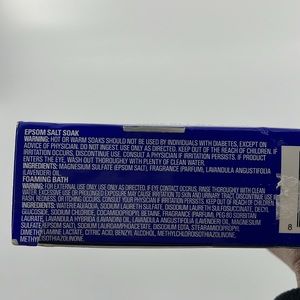 EPSOM SALT SOAK
WARNING: HOT OR WARM SOAKS SHOULD NOT BE USED BY INDIVIDUALS WITH DIABETES, EXCEPT ON
ADVICE OF PHYSICIAN. DO NOT INGEST. USE ONLY AS DIRECTED. KEEP OUT OF THE REACH OF CHILDREN. IF
IRRITATION OCCURS, DISCONTINUE USE. CONSULT A PHYSICIAN IF IRRITATION PERSISTS. IF PRODUCT
ENTERS THE EYE, WASH OUT THOROUGHLY WITH PLENTY OF CLEAN WATER.
INGREDIENTS: MAGNESIUM SULFATE (EPSOM SALT), FRAGRANCE/PARFUM, LAVANDULA ANGUSTIFOLIA
(LAVENDER) OIL
FOAMING BATH
WARNING: FOR EXTERNAL USE ONLY. USE ONLY AS DIRECTED. IF EYE CONTACT OCCURS, RINSE THOROUGHLY WITH CLEAN
WATER. EXCESSIVE USE OR PROLONGED EXPOSURE MAY CAUSE IRRITATION TO SKIN AND URINARY TRACT. DISCONTINUE USE
RASH, REDNESS, OR ITCHING OCCURS. CONSULT YOUR PHYSICIAN IF IRRITATION PERSISTS. KEEP OUT OF REACH OF CHILDREN.
INGREDIENTS: WATER/EAU/AQUA, SODIUM LAURETH SULFATE, DISODIUM LAURETH SULFOSUCCINATE, DECYL
GLUCOSIDE, SODIUM CHLORIDE, COCAMIDOPROPYL BETAINE, FRAGRANCE/PARFUM, PEG 80 SORBITAN
LAURATE, LAVANDULA HYBRIDA (LAVANDIN) OIL, LAVANDULA ANGUSTIFOLIA (LAVENDER) OIL, MAGNESIUM
SULFATE (EPSOM SALT), SODIUM LAUROAMPHOACETATE, DISODIUM EDTA, STEARAMIDOPROPYL
DIMETHYLAMINE LACTATE, CITRIC ACID, BENZYL ALCOHOL, METHYLCHLOROISOTHIAZOLINONE,
METHYLISOTHIAZOLINONE.
8